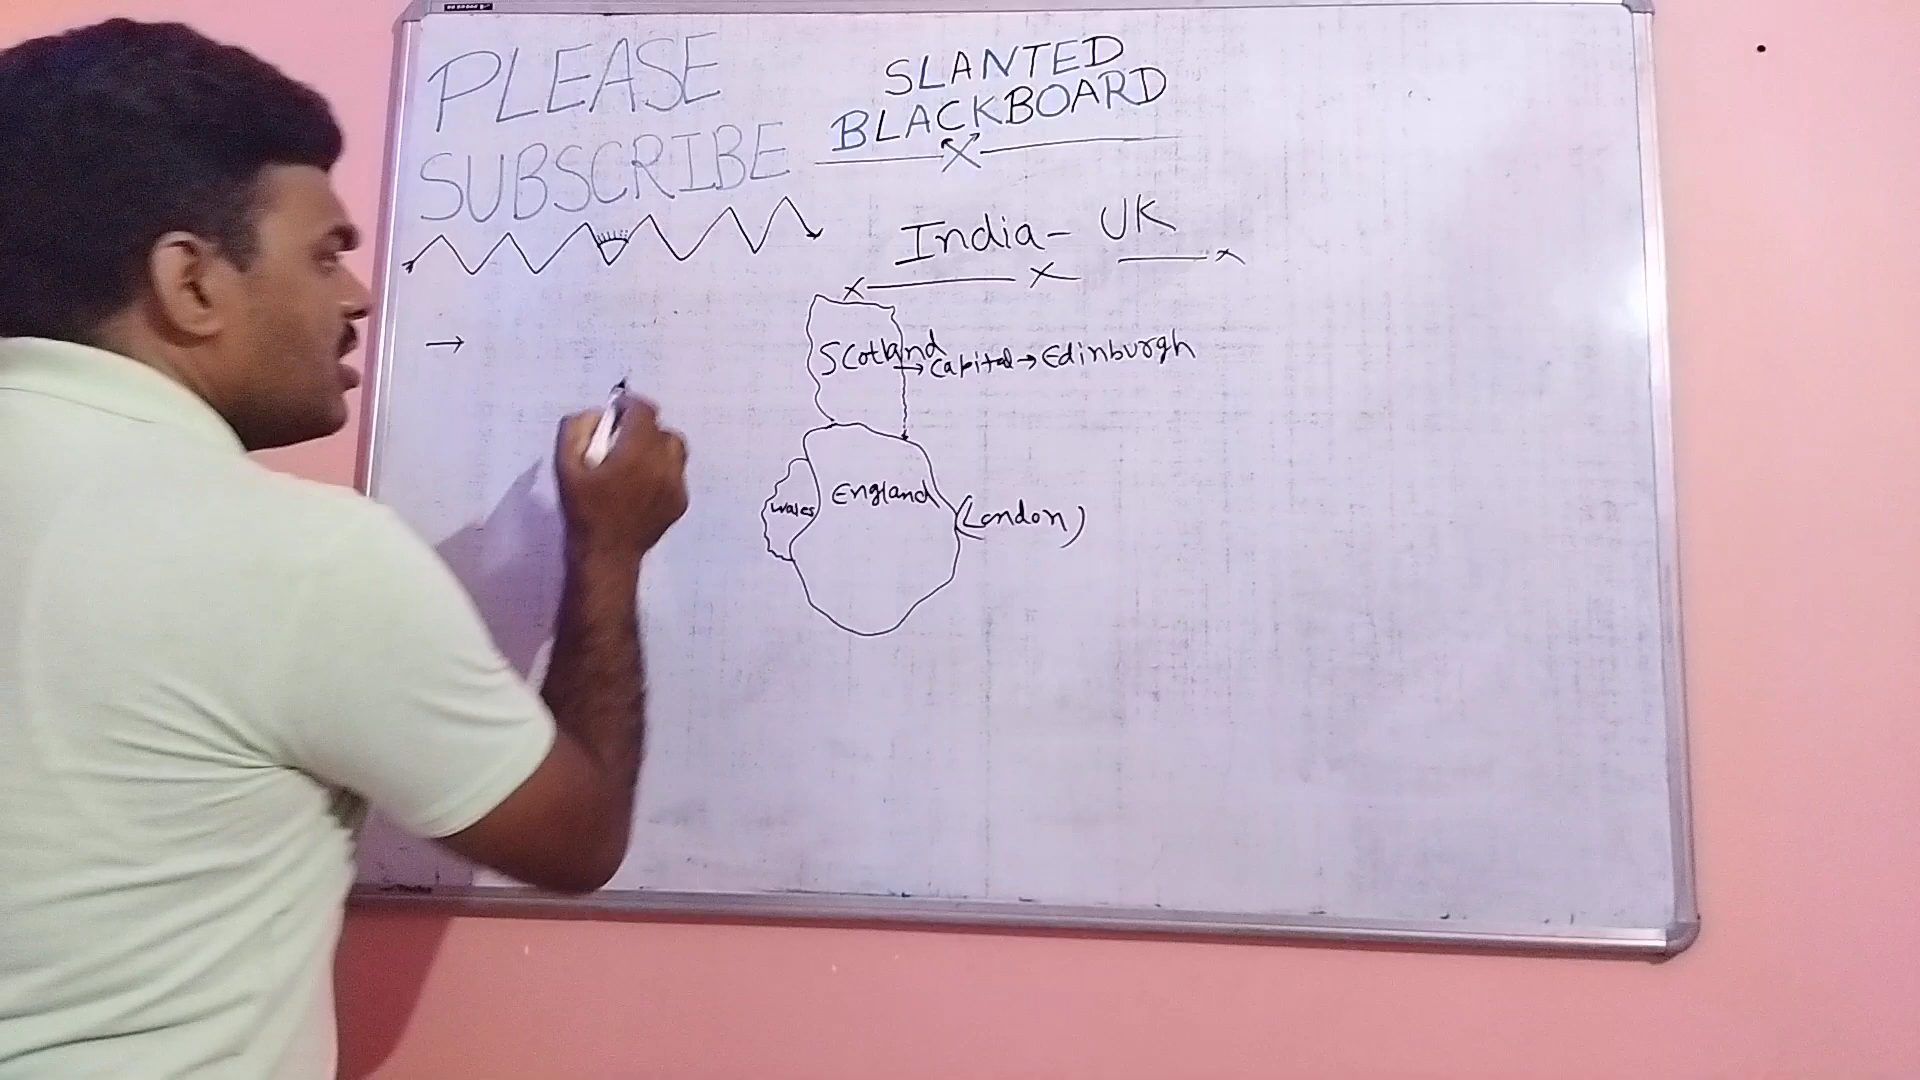 PLEASE
SUBSCRIBE
SLANTED
BLACKBOARD
India - UK
Scotland
→ Capital → Edinburgh
Wales
England
(London)